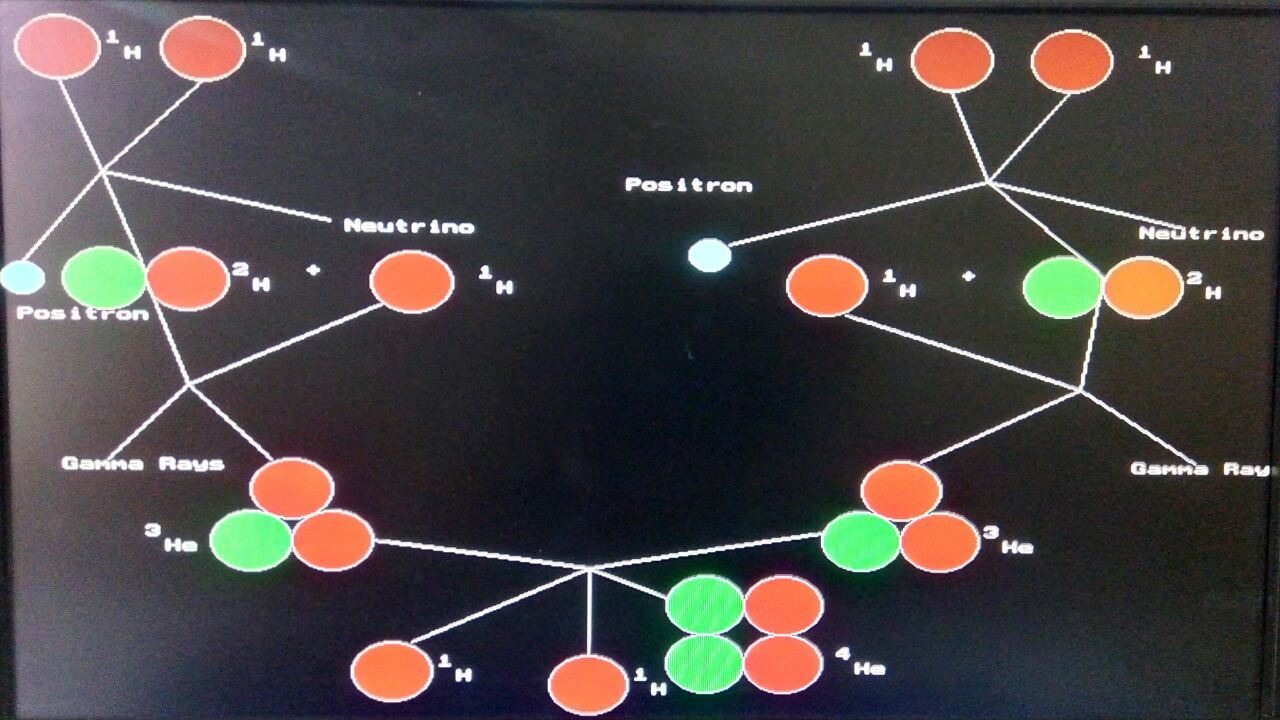 1H
1H
1H
1H
Positron
Neutrino
Neutrino
2H
+
1H
1H
+
2H
Positron
Gamma Rays
Gamma Ray
3He
3He
1H
1H
4He